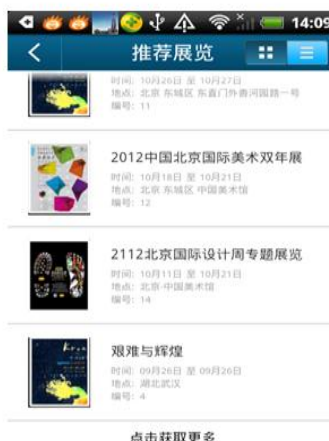 14:09
推荐展览
时间: 10月26日 至 10月27日
地点: 北京 东城区 东直门外香河园路一号
编号: 11
2012中国北京国际美术双年展
时间: 10月18日 至 10月21日
地点: 北京 东城区 中国美术馆
编号: 12
2112北京国际设计周专题展览
时间: 10月11日 至 10月21日
地点: 北京·中国美术馆
编号: 14
艰难与辉煌
时间: 09月26日 至 09月26日
地点: 湖北武汉
编号: 4
点击获取更多